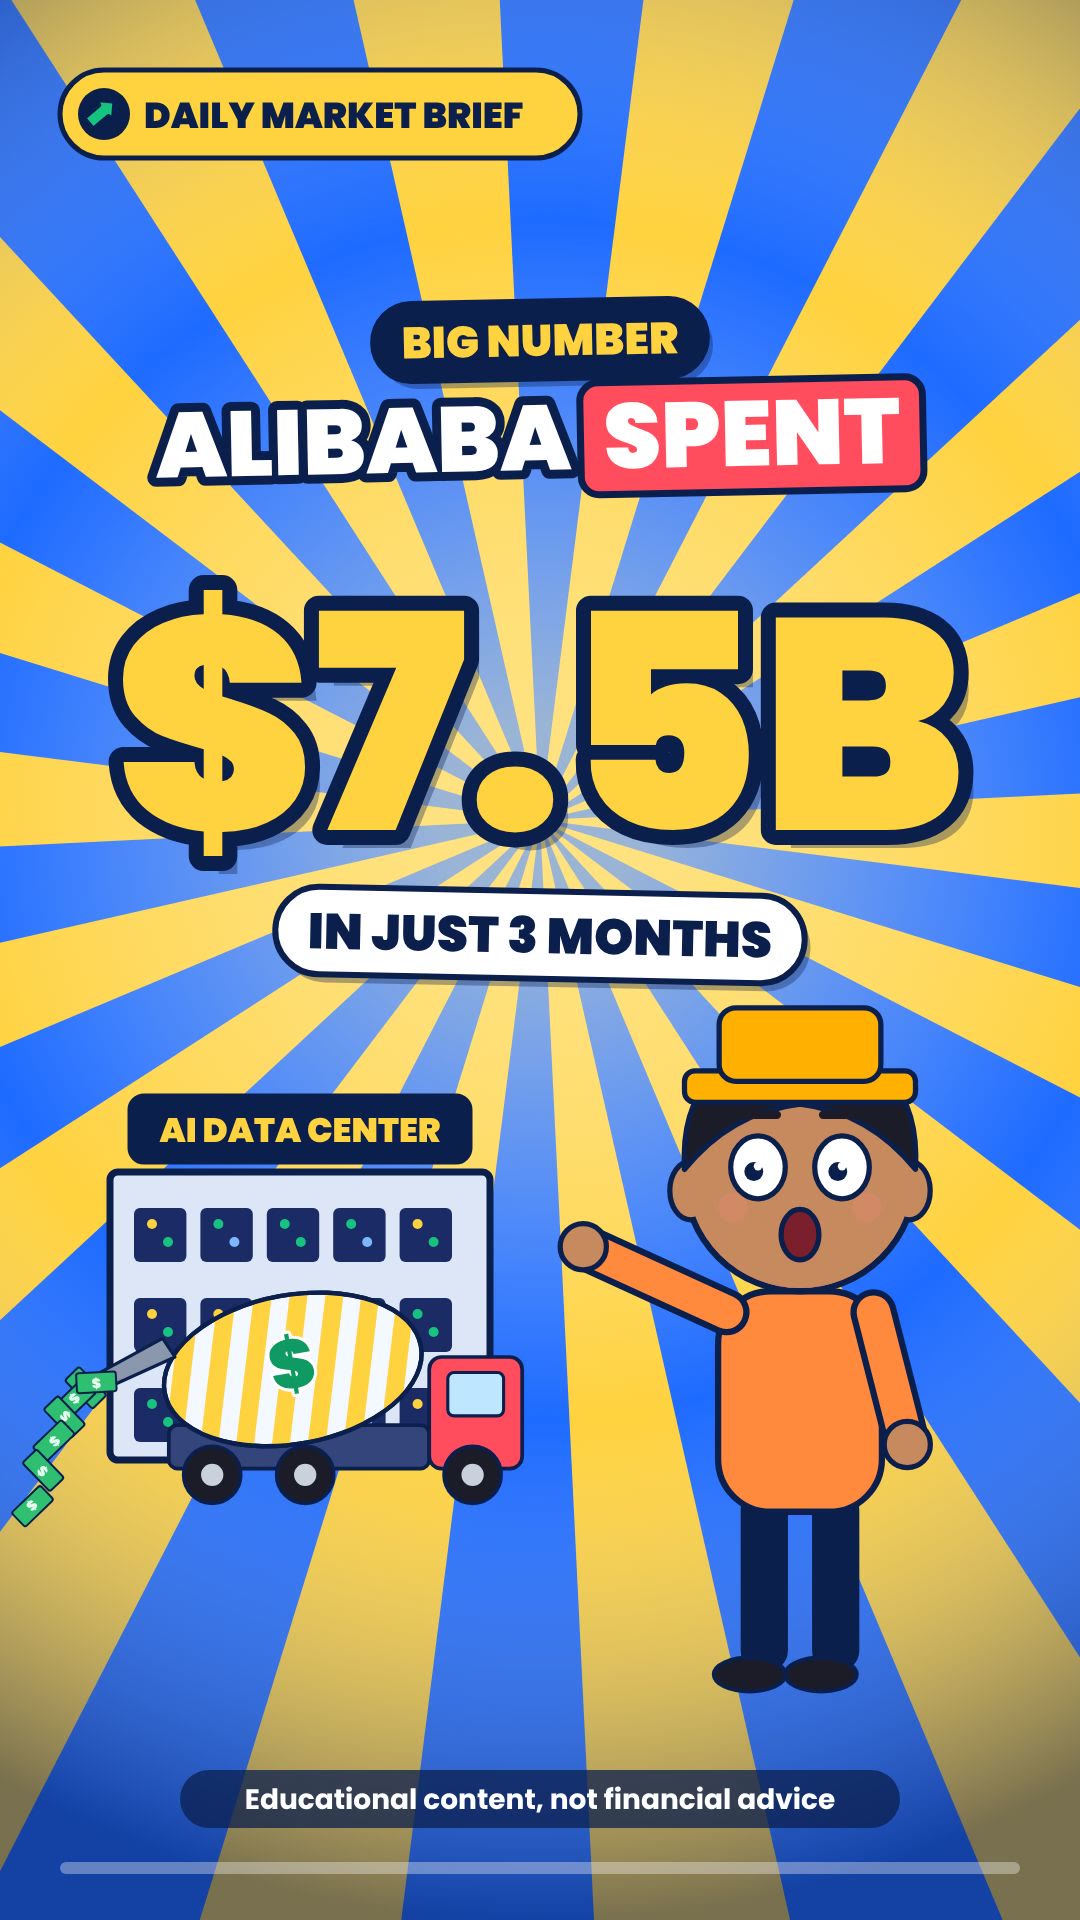 DAILY MARKET BRIEF
BIG NUMBER
ALIBABA SPENT
$7.5B
IN JUST 3 MONTHS
AI DATA CENTER
$
$
$
$
$
$
$
Educational content, not financial advice